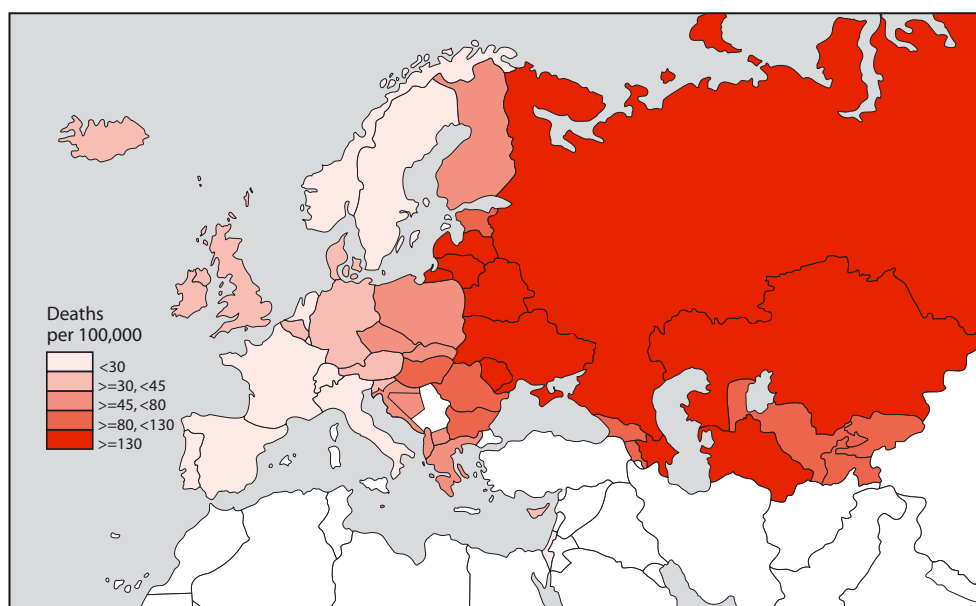 Deaths
per 100,000
<30
>=30, <45
>=45, <80
>=80, <130
>=130